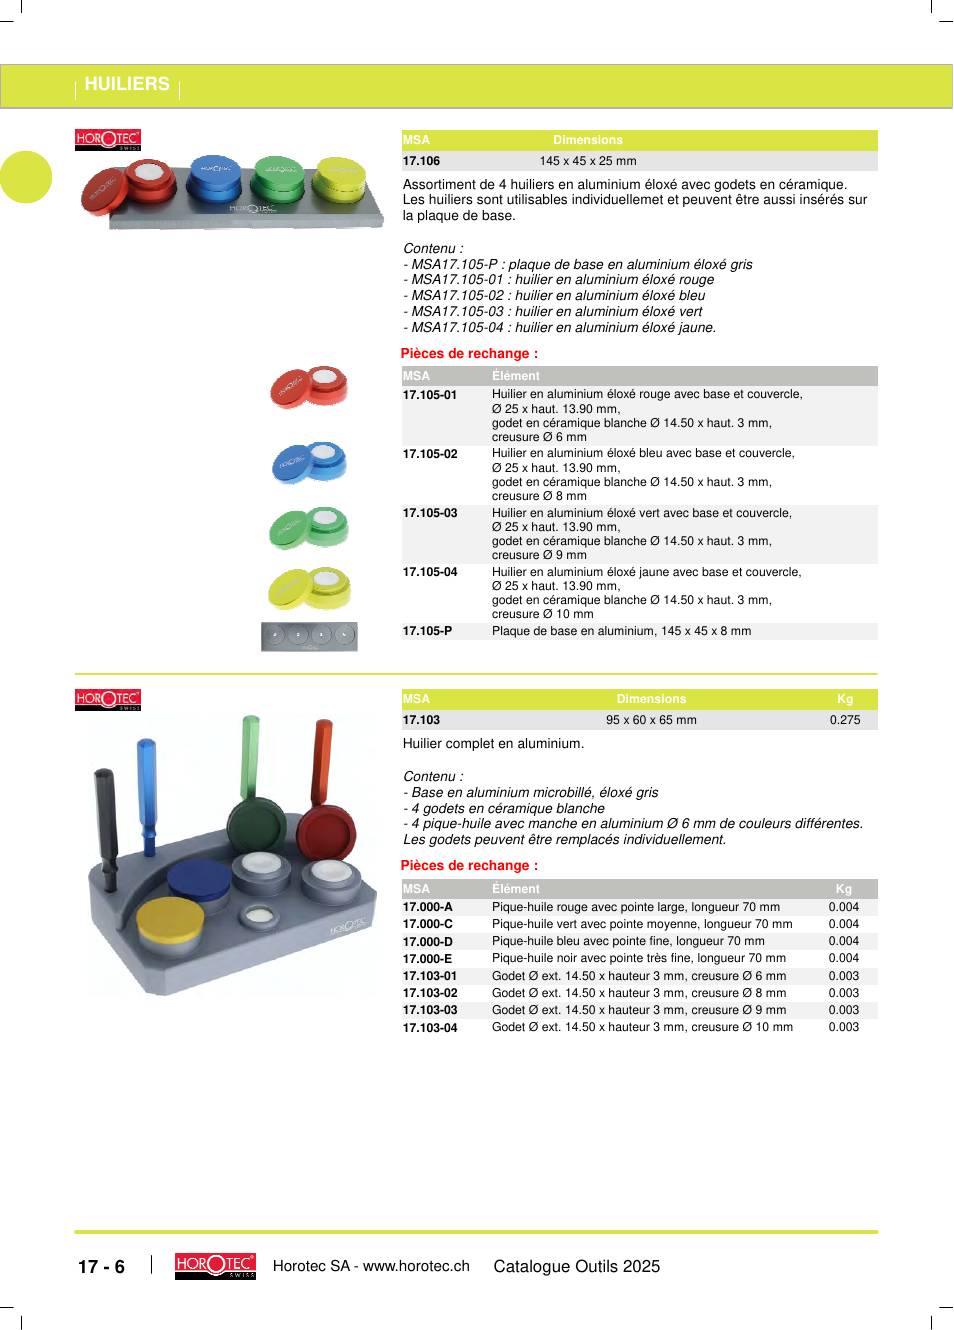 HUILIERS
HOROTEC®
SWISS
HOROTEC
MSA Dimensions
17.106 145 x 45 x 25 mm
Assortiment de 4 huiliers en aluminium éloxé avec godets en céramique.
Les huiliers sont utilisables individuellemet et peuvent être aussi insérés sur
la plaque de base.
Contenu :
- MSA17.105-P : plaque de base en aluminium éloxé gris
- MSA17.105-01 : huilier en aluminium éloxé rouge
- MSA17.105-02 : huilier en aluminium éloxé bleu
- MSA17.105-03 : huilier en aluminium éloxé vert
- MSA17.105-04 : huilier en aluminium éloxé jaune.
Pièces de rechange :
MSA Élément
17.105-01 Huilier en aluminium éloxé rouge avec base et couvercle,
Ø 25 x haut. 13.90 mm,
godet en céramique blanche Ø 14.50 x haut. 3 mm,
creusure Ø 6 mm
17.105-02 Huilier en aluminium éloxé bleu avec base et couvercle,
Ø 25 x haut. 13.90 mm,
godet en céramique blanche Ø 14.50 x haut. 3 mm,
creusure Ø 8 mm
17.105-03 Huilier en aluminium éloxé vert avec base et couvercle,
Ø 25 x haut. 13.90 mm,
godet en céramique blanche Ø 14.50 x haut. 3 mm,
creusure Ø 9 mm
17.105-04 Huilier en aluminium éloxé jaune avec base et couvercle,
Ø 25 x haut. 13.90 mm,
godet en céramique blanche Ø 14.50 x haut. 3 mm,
creusure Ø 10 mm
17.105-P Plaque de base en aluminium, 145 x 45 x 8 mm
HOROTEC®
SWISS
MSA Dimensions Kg
17.103 95 x 60 x 65 mm 0.275
Huilier complet en aluminium.
Contenu :
- Base en aluminium microbillé, éloxé gris
- 4 godets en céramique blanche
- 4 pique-huile avec manche en aluminium Ø 6 mm de couleurs différentes.
Les godets peuvent être remplacés individuellement.
HOROTEC
Pièces de rechange :
MSA Élément Kg
17.000-A Pique-huile rouge avec pointe large, longueur 70 mm 0.004
17.000-C Pique-huile vert avec pointe moyenne, longueur 70 mm 0.004
17.000-D Pique-huile bleu avec pointe fine, longueur 70 mm 0.004
17.000-E Pique-huile noir avec pointe très fine, longueur 70 mm 0.004
17.103-01 Godet Ø ext. 14.50 x hauteur 3 mm, creusure Ø 6 mm 0.003
17.103-02 Godet Ø ext. 14.50 x hauteur 3 mm, creusure Ø 8 mm 0.003
17.103-03 Godet Ø ext. 14.50 x hauteur 3 mm, creusure Ø 9 mm 0.003
17.103-04 Godet Ø ext. 14.50 x hauteur 3 mm, creusure Ø 10 mm 0.003
17 - 6 HOROTEC® SWISS Horotec SA - www.horotec.ch Catalogue Outils 2025